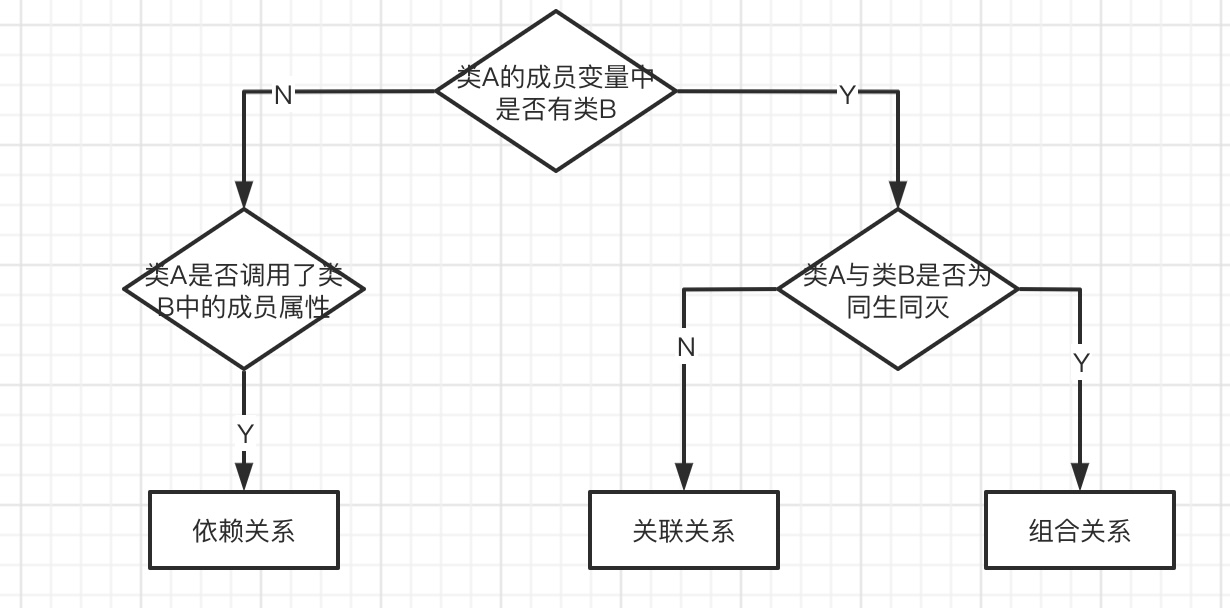 类A的成员变量中
是否有类B
N
Y
类A是否调用了类
B中的成员属性
类A与类B是否为
同生同灭
N
Y
Y
依赖关系
关联关系
组合关系